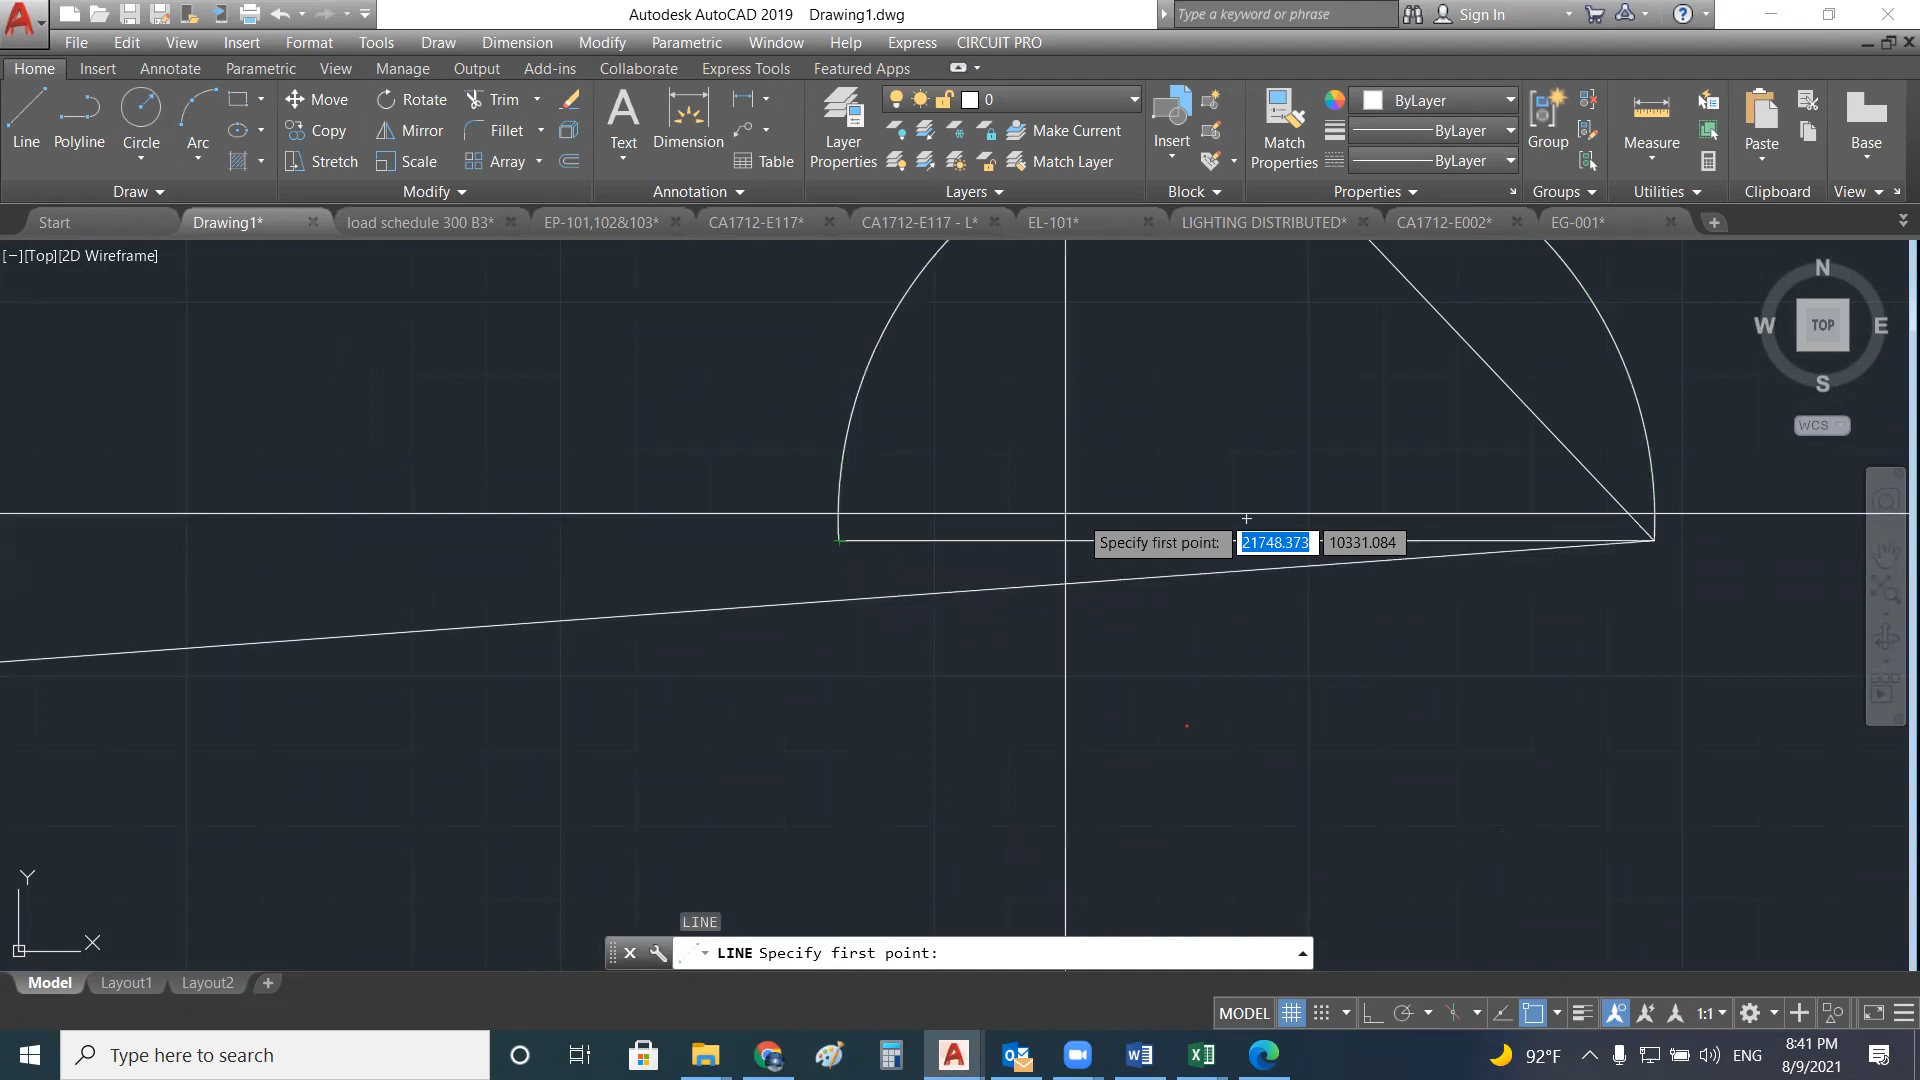 Autodesk AutoCAD 2019 Drawing1.dwg
Type a keyword or phrase
Sign In
File Edit View Insert Format Tools Draw Dimension Modify Parametric Window Help Express CIRCUIT PRO
Home Insert Annotate Parametric View Manage Output Add-ins Collaborate Express Tools Featured Apps
Line Polyline Circle Arc
Move Rotate Trim
Copy Mirror Fillet
Stretch Scale Array
Text Dimension
Table
Layer Properties
0
Make Current
Match Layer
Insert
Match Properties
ByLayer
ByLayer
ByLayer
Group
Measure
Paste
Base
Draw Modify Annotation Layers Block Properties Groups Utilities Clipboard View
Start Drawing1* load schedule 300 B3* EP-101,102&103* CA1712-E117* CA1712-E117 - L* EL-101* LIGHTING DISTRIBUTED* CA1712-E002* EG-001*
[−][Top][2D Wireframe]
N
W TOP E
S
WCS
Specify first point: 21748.373 10331.084
Y
X
LINE
LINE Specify first point:
Model Layout1 Layout2
MODEL 1:1
Type here to search
92°F
ENG
8:41 PM
8/9/2021